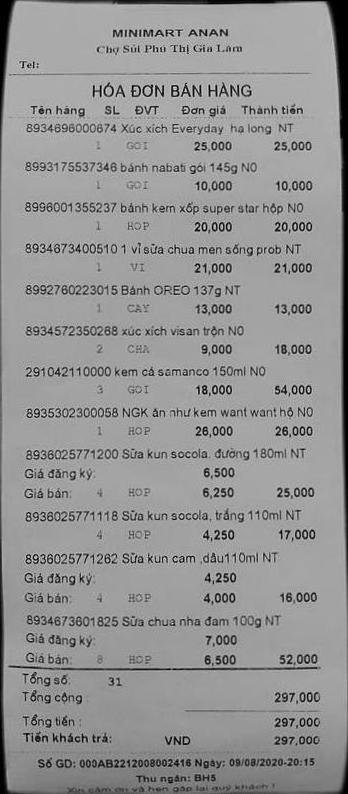 MINIMART ANAN
Chợ Sủi Phú Thị Gia Lâm
Tel:
HÓA ĐƠN BÁN HÀNG
Tên hàng SL ĐVT Đơn giá Thành tiền
8934696000674 Xúc xích Everyday hạ long NT
1 GOI 25,000 25,000
8993175537346 bánh nabati gói 145g N0
1 GOI 10,000 10,000
8996001355237 bánh kem xốp super star hộp N0
1 HOP 20,000 20,000
8934673400510 1 vỉ sữa chua men sống prob NT
1 VI 21,000 21,000
8992760223015 Bánh OREO 137g NT
1 CAY 13,000 13,000
8934572350268 xúc xích visan trộn N0
2 CHA 9,000 18,000
291042110000 kem cá samanco 150ml N0
3 GOI 18,000 54,000
8935302300058 NGK ăn như kem want want hộ N0
1 HOP 26,000 26,000
8936025771200 Sữa kun socola. đường 180ml NT
Giá đăng ký: 6,500
Giá bán: 4 HOP 6,250 25,000
8936025771118 Sữa kun socola, trắng 110ml NT
4 HOP 4,250 17,000
8936025771262 Sữa kun cam ,dâu110ml NT
Giá đăng ký: 4,250
Giá bán: 4 HOP 4,000 16,000
8934673601825 Sữa chua nha đam 100g NT
Giá đăng ký: 7,000
Giá bán: 8 HOP 6,500 52,000
Tổng số: 31
Tổng cộng : 297,000
Tổng tiền : 297,000
Tiền khách trả: VND 297,000
Số GD: 000AB2212008002416 Ngày: 09/08/2020-20:15
Thu ngân: BH5
Xin cảm ơn và hẹn gặp lại quý khách !